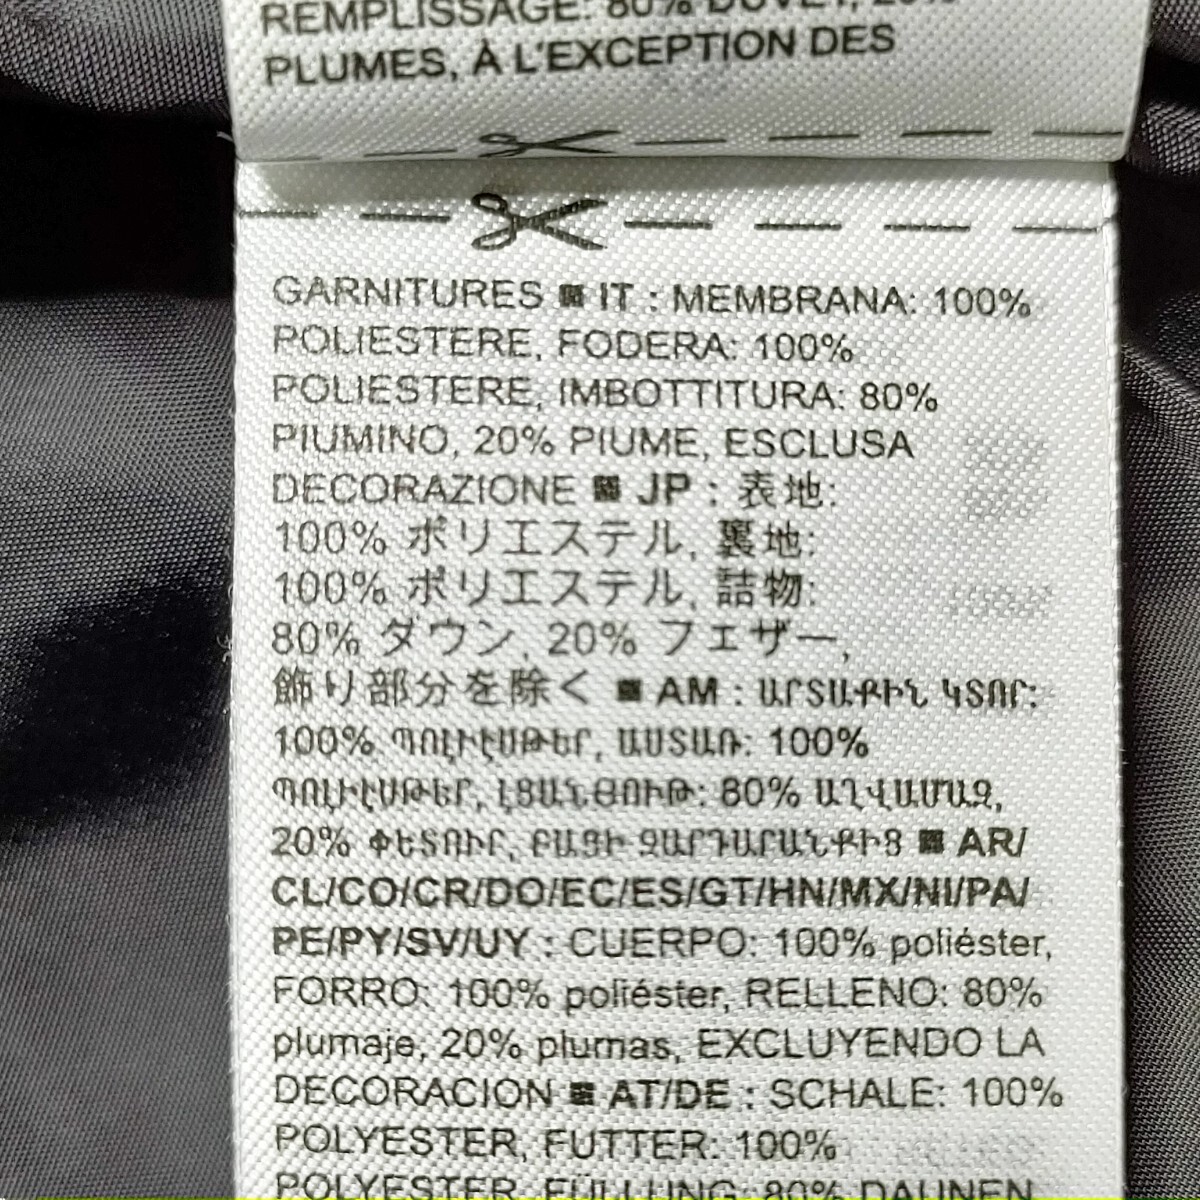 REMPLISSAGE: 80% DUVET, 20%
PLUMES, À L'EXCEPTION DES
GARNITURES ■ IT : MEMBRANA: 100%
POLIESTERE, FODERA: 100%
POLIESTERE, IMBOTTITURA: 80%
PIUMINO, 20% PIUME, ESCLUSA
DECORAZIONE ■ JP : 表地:
100% ポリエステル, 裏地:
100% ポリエステル, 詰物:
80% ダウン, 20% フェザー,
飾り部分を除く ■ AM : ԱՐՏԱՔԻՆ ԿՏՈՐ:
100% ՊՈԼԻԷՍԹԵՐ, ԱՍՏԱՌ: 100%
ՊՈԼԻԷՍԹԵՐ, ԼՑԱՆՅՈՒԹ: 80% ԱՂՎԱՄԱԶ,
20% ՓԵՏՈՒՐ, ԲԱՑԻ ԶԱՐԴԱՐԱՆՔԻՑ ■ AR/
CL/CO/CR/DO/EC/ES/GT/HN/MX/NI/PA/
PE/PY/SV/UY : CUERPO: 100% poliéster,
FORRO: 100% poliéster, RELLENO: 80%
plumaje, 20% plumas, EXCLUYENDO LA
DECORACION ■ AT/DE : SCHALE: 100%
POLYESTER, FUTTER: 100%
POLYESTER, FÜLLUNG: 80% DAUNEN,